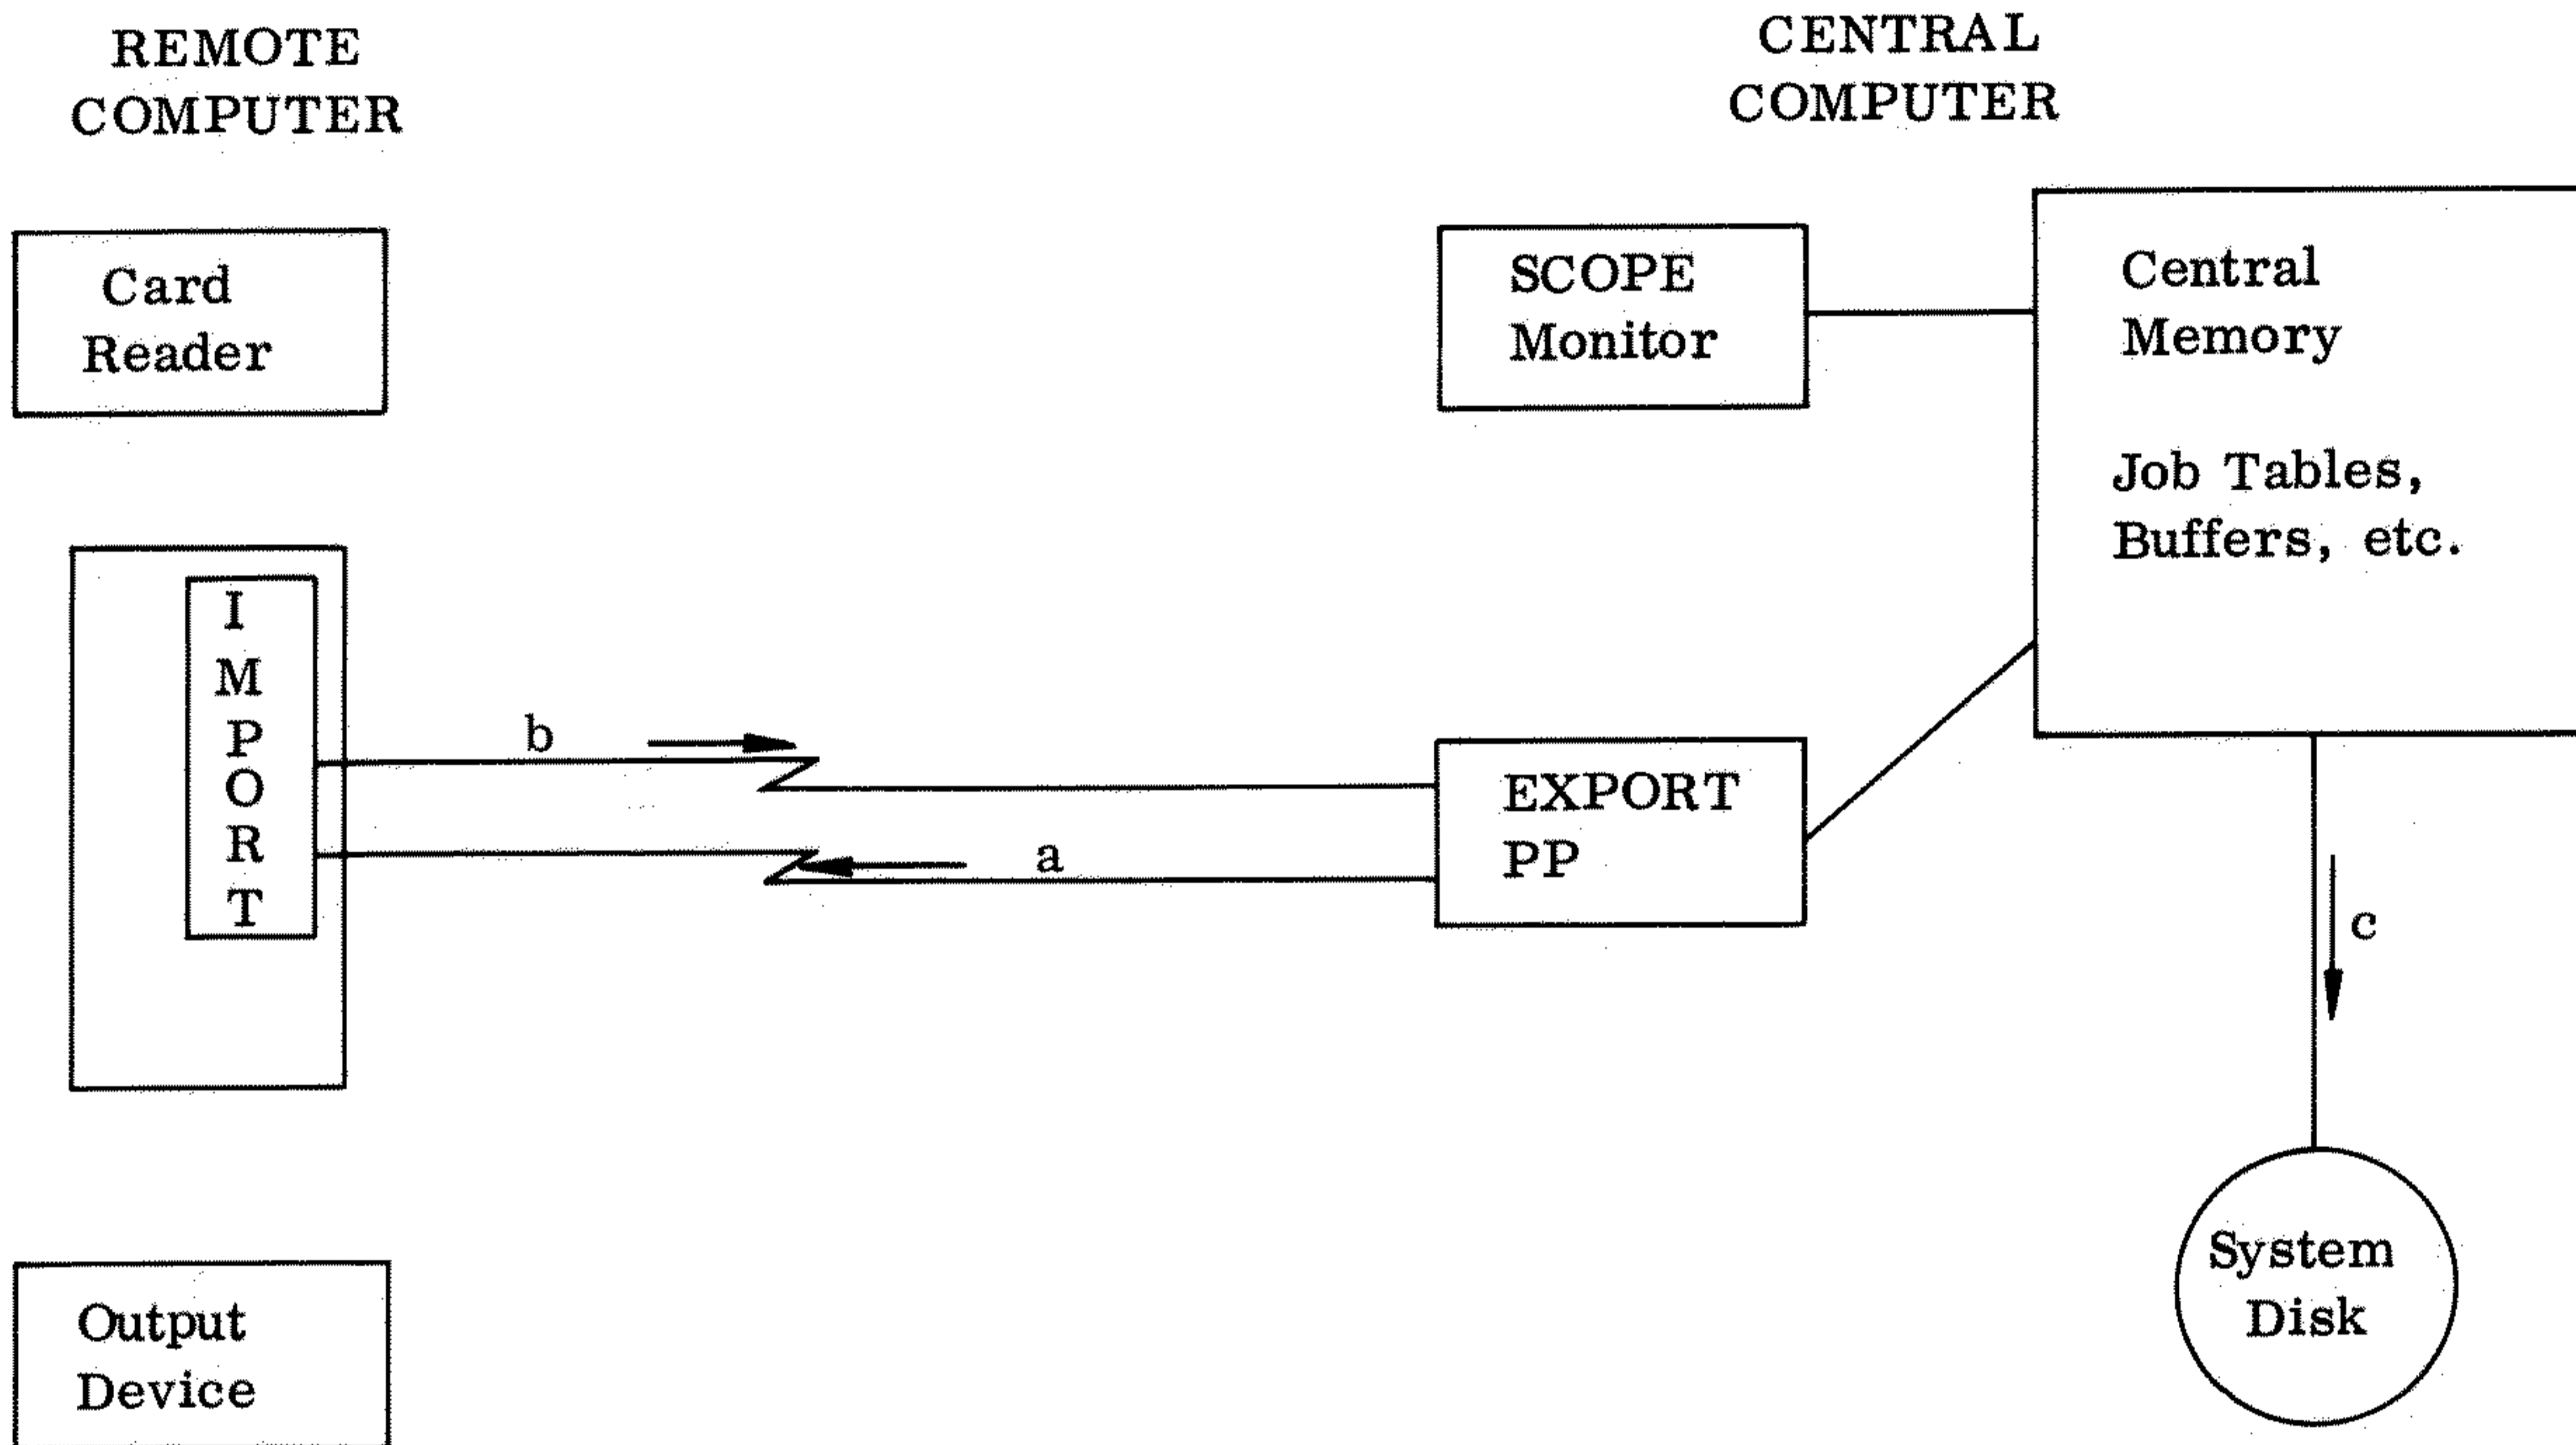 REMOTE
COMPUTER
CENTRAL
COMPUTER
Card
Reader
SCOPE
Monitor
Central
Memory
Job Tables,
Buffers, etc.
I
M
P
O
R
T
b
a
EXPORT
PP
c
System
Disk
Output
Device